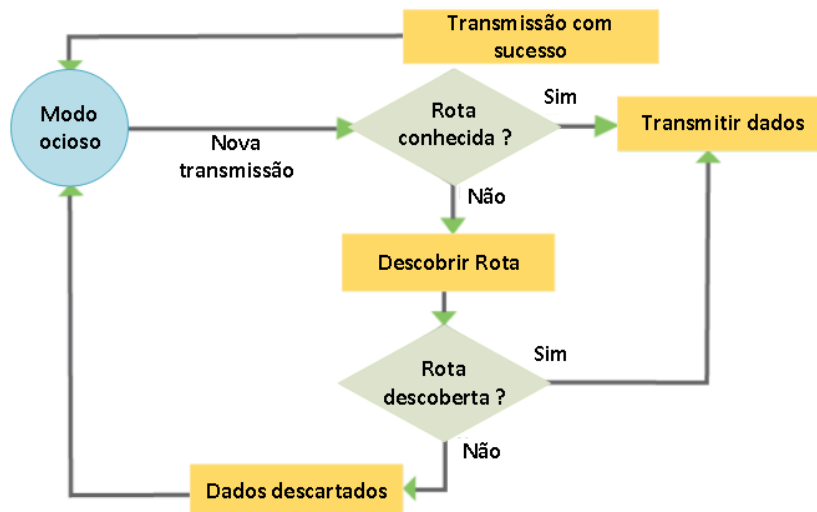 Transmissão com
sucesso
Modo
ocioso
Nova
transmissão
Rota
conhecida ?
Sim
Transmitir dados
Não
Descobrir Rota
Rota
descoberta ?
Sim
Não
Dados descartados